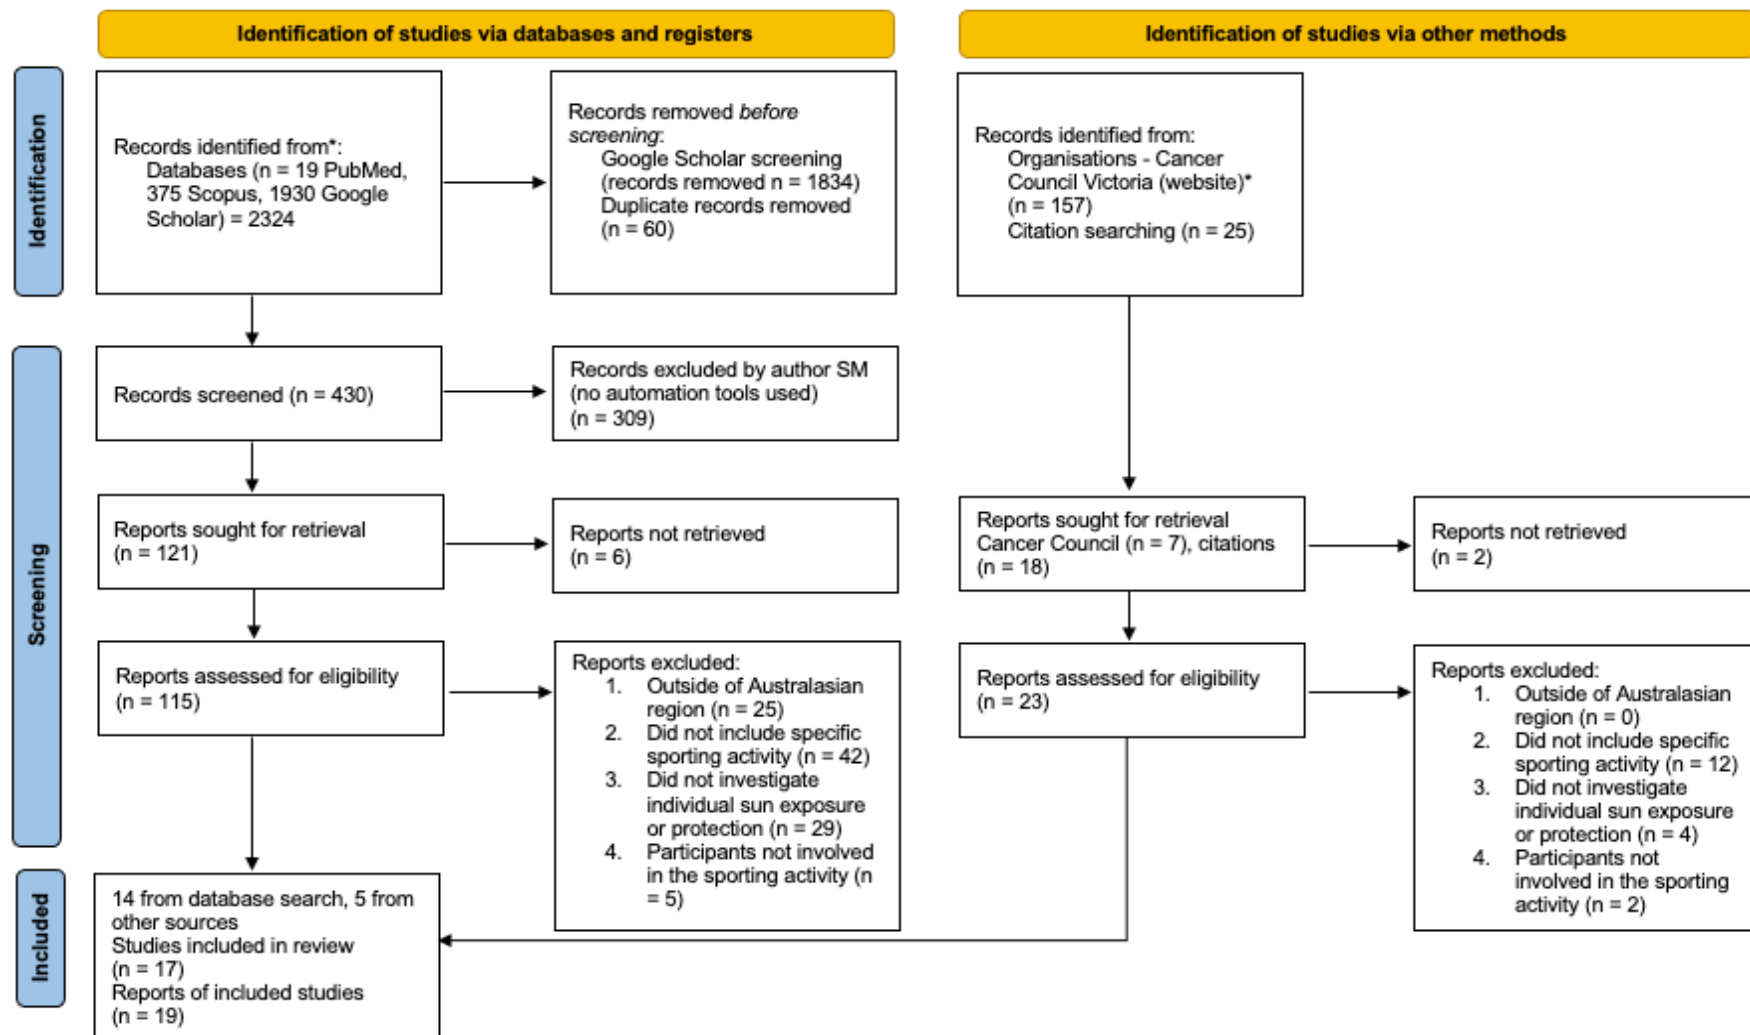 Identification of studies via databases and registers
Identification of studies via other methods
Identification
Records identified from*:
Databases (n = 19 PubMed,
375 Scopus, 1930 Google
Scholar) = 2324
Records removed before
screening:
Google Scholar screening
(records removed n = 1834)
Duplicate records removed
(n = 60)
Records identified from:
Organisations - Cancer
Council Victoria (website)*
(n = 157)
Citation searching (n = 25)
Screening
Records screened (n = 430)
Records excluded by author SM
(no automation tools used)
(n = 309)
Reports sought for retrieval
(n = 121)
Reports not retrieved
(n = 6)
Reports sought for retrieval
Cancer Council (n = 7), citations
(n = 18)
Reports not retrieved
(n = 2)
Reports assessed for eligibility
(n = 115)
Reports excluded:
1. Outside of Australasian
region (n = 25)
2. Did not include specific
sporting activity (n = 42)
3. Did not investigate
individual sun exposure
or protection (n = 29)
4. Participants not involved
in the sporting activity (n
= 5)
Reports assessed for eligibility
(n = 23)
Reports excluded:
1. Outside of Australasian
region (n = 0)
2. Did not include specific
sporting activity (n = 12)
3. Did not investigate
individual sun exposure
or protection (n = 4)
4. Participants not
involved in the sporting
activity (n = 2)
Included
14 from database search, 5 from
other sources
Studies included in review
(n = 17)
Reports of included studies
(n = 19)